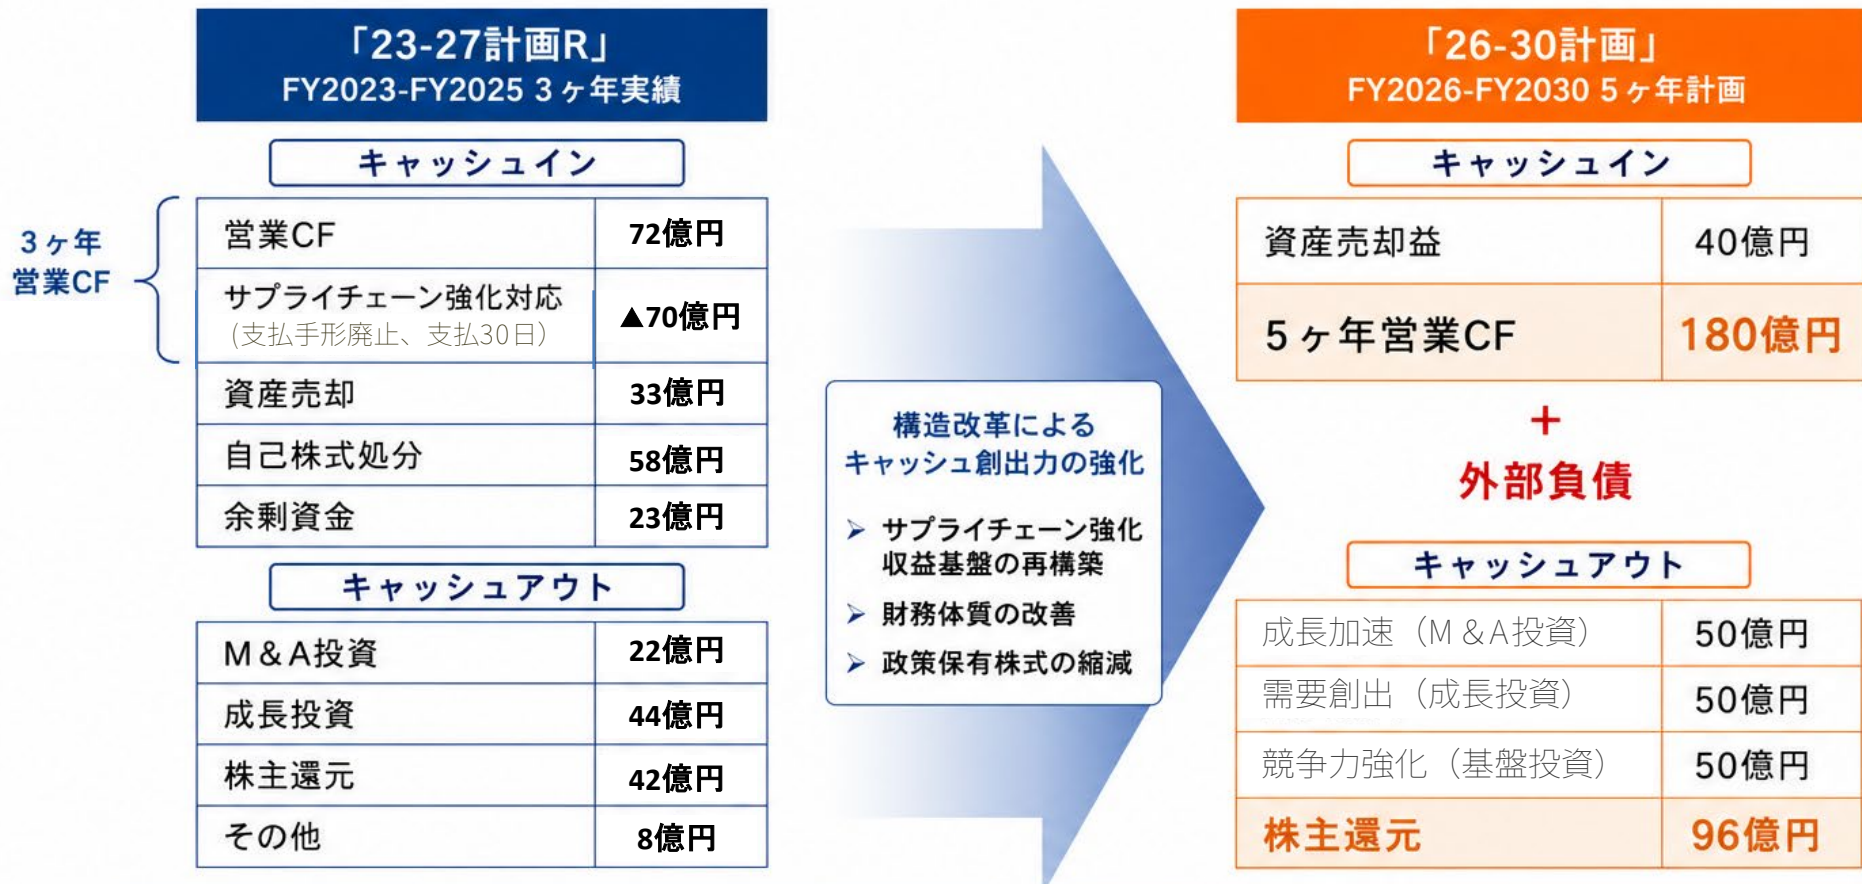 「23-27計画R」
FY2023-FY2025 3ヶ年実績
キャッシュイン
3ヶ年
営業CF
営業CF 72億円
サプライチェーン強化対応
(支払手形廃止、支払30日) ▲70億円
資産売却 33億円
自己株式処分 58億円
余剰資金 23億円
キャッシュアウト
M&A投資 22億円
成長投資 44億円
株主還元 42億円
その他 8億円
構造改革による
キャッシュ創出力の強化
➢ サプライチェーン強化
収益基盤の再構築
➢ 財務体質の改善
➢ 政策保有株式の縮減
「26-30計画」
FY2026-FY2030 5ヶ年計画
キャッシュイン
資産売却益 40億円
5ヶ年営業CF 180億円
+
外部負債
キャッシュアウト
成長加速（M&A投資） 50億円
需要創出（成長投資） 50億円
競争力強化（基盤投資） 50億円
株主還元 96億円